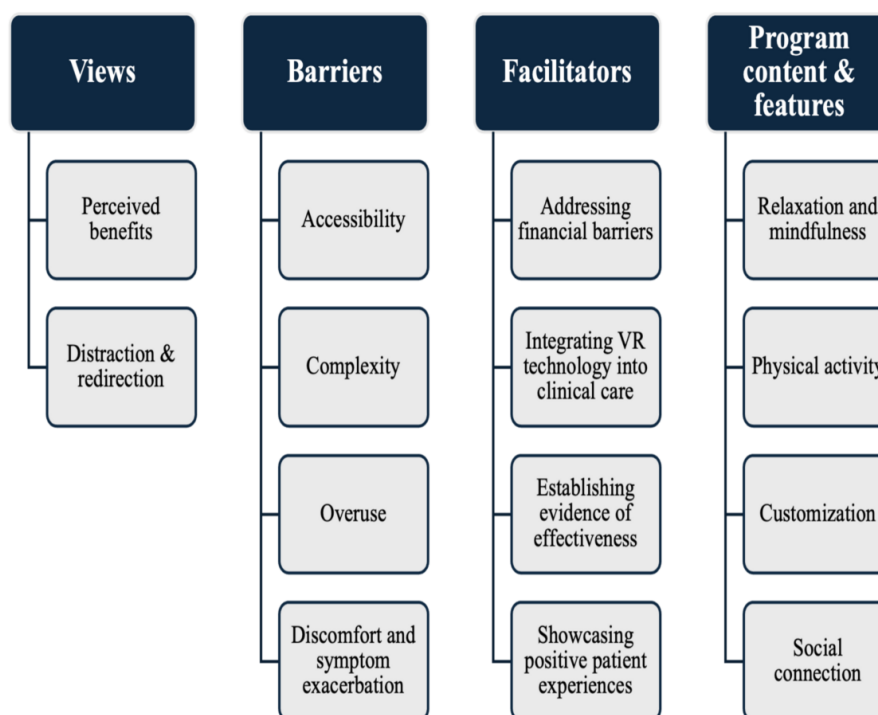 Views
Perceived
benefits
Distraction &
redirection
Barriers
Accessibility
Complexity
Overuse
Discomfort and
symptom
exacerbation
Facilitators
Addressing
financial barriers
Integrating VR
technology into
clinical care
Establishing
evidence of
effectiveness
Showcasing
positive patient
experiences
Program
content &
features
Relaxation and
mindfulness
Physical activity
Customization
Social
connection